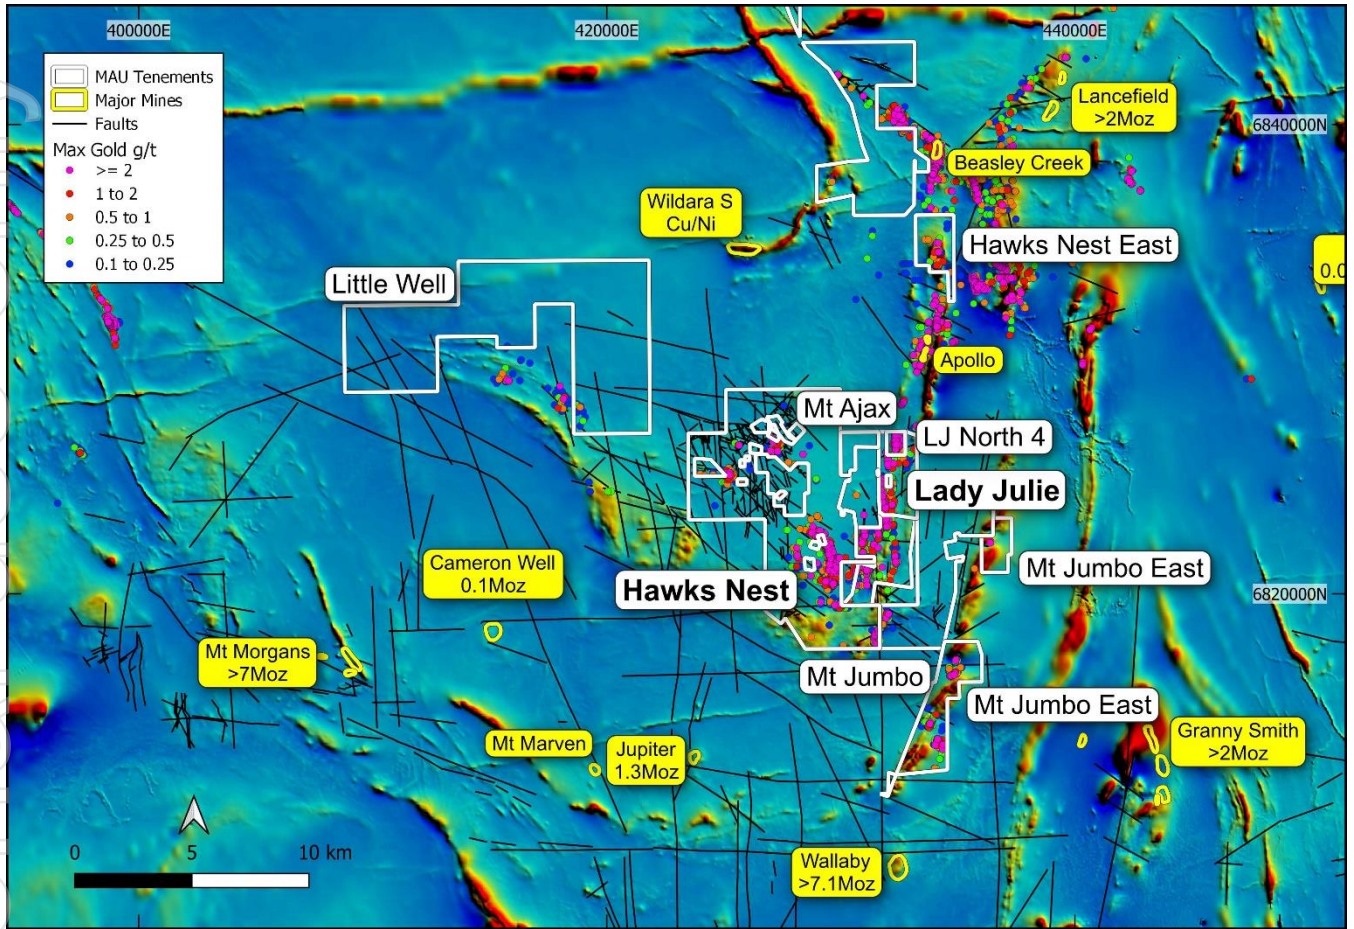 400000E
420000E
440000E
MAU Tenements
Major Mines
Faults
Max Gold g/t
>= 2
1 to 2
0.5 to 1
0.25 to 0.5
0.1 to 0.25
Lancefield
>2Moz
6840000N
Beasley Creek
Wildara S
Cu/Ni
Hawks Nest East
Little Well
0.0
Apollo
Mt Ajax
LJ North 4
Lady Julie
Cameron Well
0.1Moz
Hawks Nest
Mt Jumbo East
6820000N
Mt Morgans
>7Moz
Mt Jumbo
Mt Jumbo East
Mt Marven
Jupiter
1.3Moz
Granny Smith
>2Moz
0 5 10 km
Wallaby
>7.1Moz